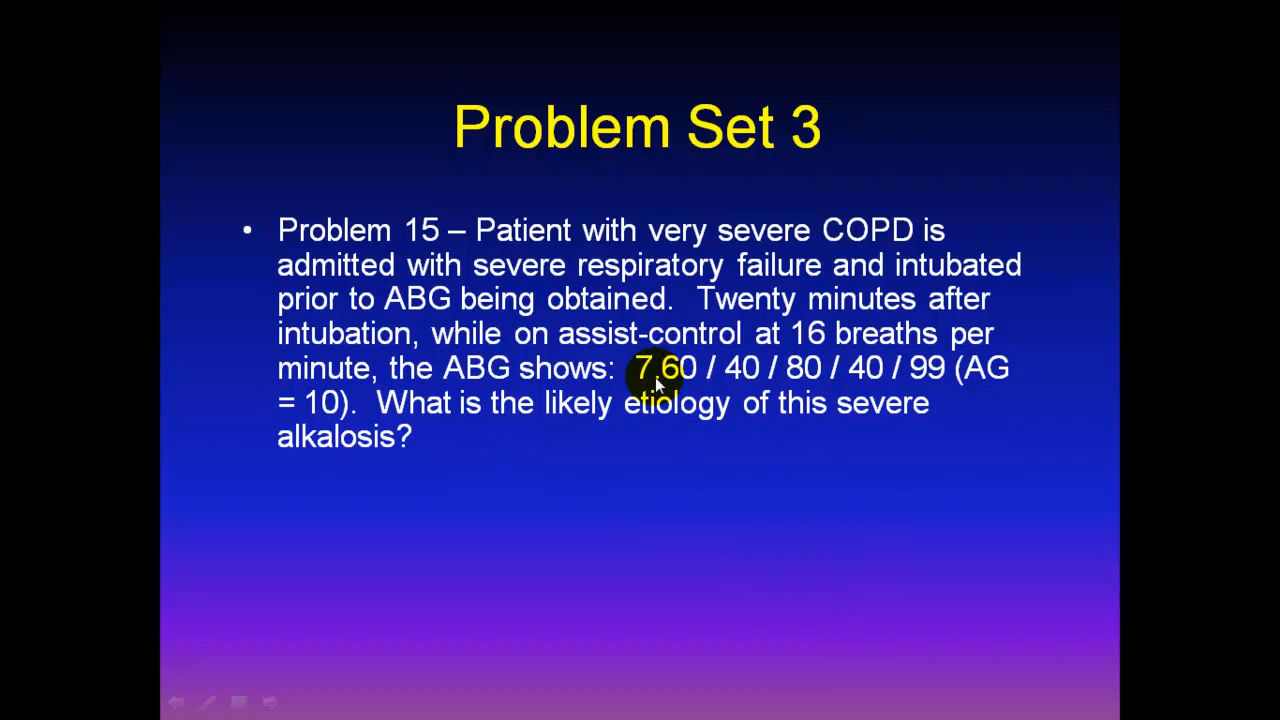 Problem Set 3
• Problem 15 – Patient with very severe COPD is
admitted with severe respiratory failure and intubated
prior to ABG being obtained.  Twenty minutes after
intubation, while on assist-control at 16 breaths per
minute, the ABG shows:  7.60 / 40 / 80 / 40 / 99 (AG
= 10).  What is the likely etiology of this severe
alkalosis?